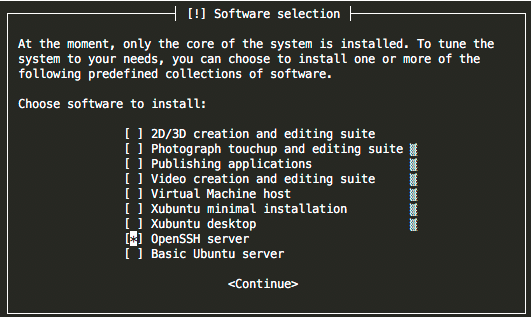 [!] Software selection
At the moment, only the core of the system is installed. To tune the
system to your needs, you can choose to install one or more of the
following predefined collections of software.
Choose software to install:
[ ] 2D/3D creation and editing suite
[ ] Photograph touchup and editing suite
[ ] Publishing applications
[ ] Video creation and editing suite
[ ] Virtual Machine host
[ ] Xubuntu minimal installation
[ ] Xubuntu desktop
[*] OpenSSH server
[ ] Basic Ubuntu server
<Continue>